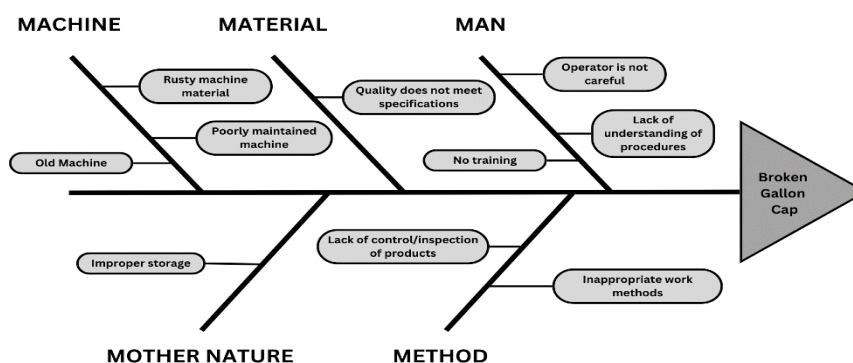 MACHINE
MATERIAL
MAN
Rusty machine
material
Poorly maintained
machine
Old Machine
Quality does not meet
specifications
Operator is not
careful
Lack of
understanding of
procedures
No training
Broken
Gallon
Cap
Improper storage
Lack of control/inspection
of products
Inappropriate work
methods
MOTHER NATURE
METHOD